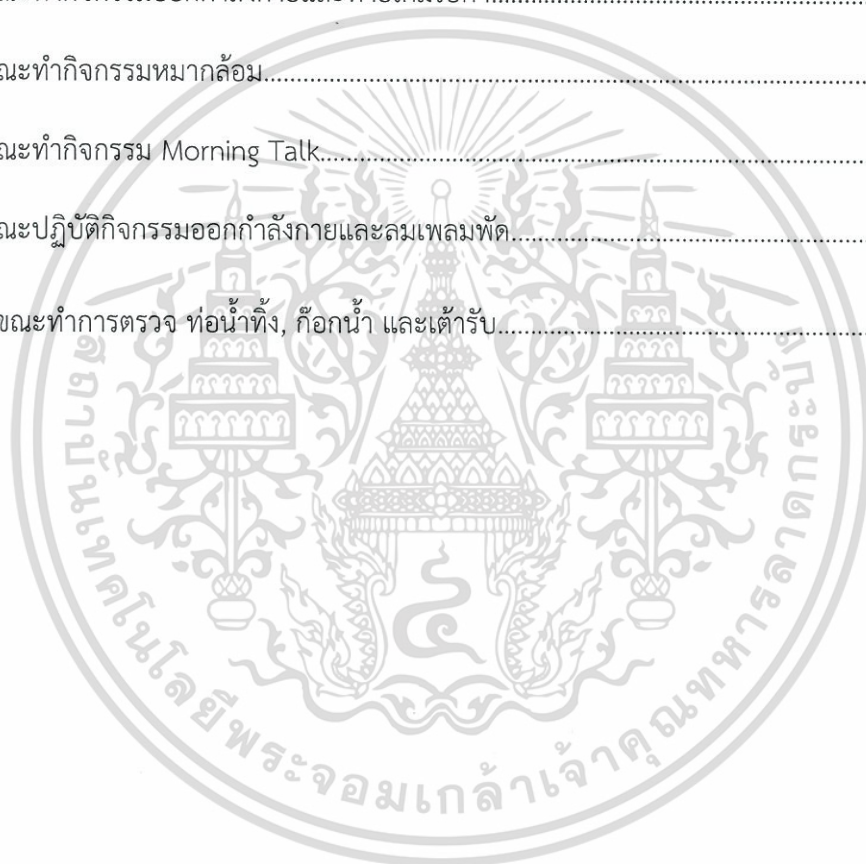 ณะทำกิจกรรมหมากล้อม
ณะทำกิจกรรม Morning Talk
ณะปฏิบัติกิจกรรมออกกำลังกายและลมเพลมพัด
ขณะทำการตรวจ ท่อน้ำทิ้ง, ก๊อกน้ำ และเต้ารับ
สถาบันเทคโนโลยีพระจอมเกล้าเจ้าคุณทหารลาดกระบัง
๔